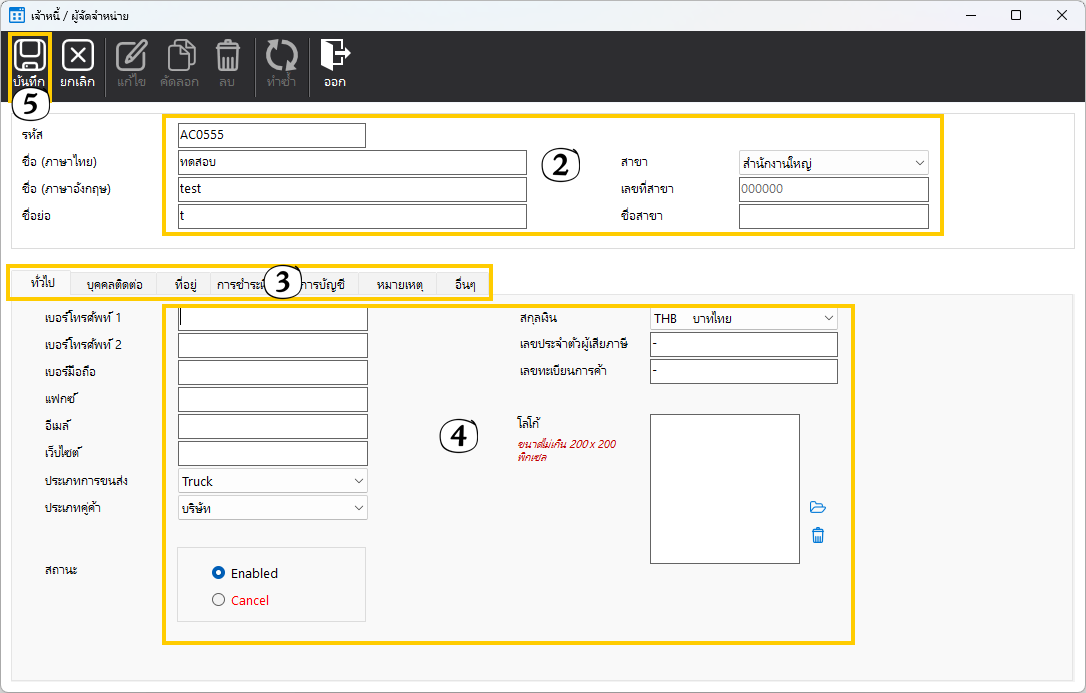 เจ้าหนี้ / ผู้จัดจำหน่าย
บันทึก ยกเลิก แก้ไข คัดลอก ลบ ทำซ้ำ ออก
5
รหัส AC0555
ชื่อ (ภาษาไทย) ทดสอบ 2 สาขา สำนักงานใหญ่
ชื่อ (ภาษาอังกฤษ) test เลขที่สาขา 000000
ชื่อย่อ t ชื่อสาขา
ทั่วไป บุคคลติดต่อ ที่อยู่ 3 การบัญชี หมายเหตุ อื่นๆ
เบอร์โทรศัพท์ 1 สกุลเงิน THB บาทไทย
เบอร์โทรศัพท์ 2 เลขประจำตัวผู้เสียภาษี -
เบอร์มือถือ เลขทะเบียนการค้า -
แฟกซ์
อีเมล์ 4 โลโก้
ขนาดไม่เกิน 200 x 200
พิกเซล
เว็บไซต์
ประเภทการขนส่ง Truck
ประเภทคู่ค้า บริษัท
สถานะ Enabled
Cancel